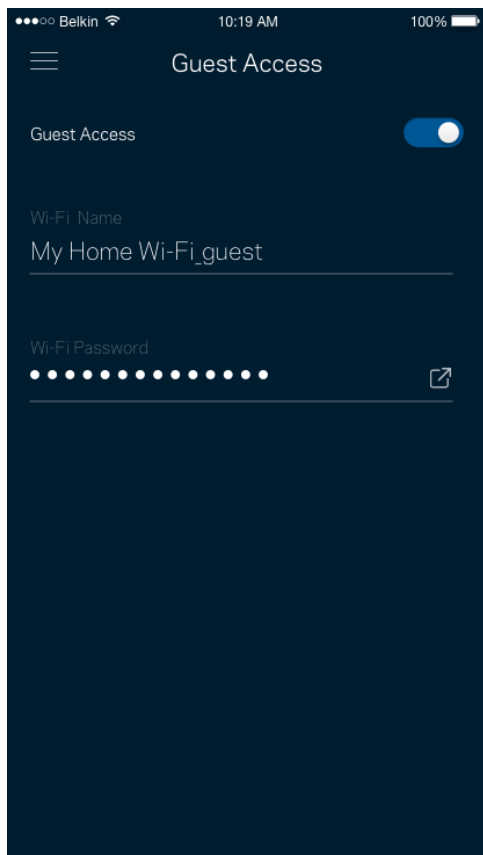 Belkin 10:19 AM 100%
Guest Access
Guest Access
Wi-Fi Name
My Home Wi-Fi_guest
Wi-Fi Password
●●●●●●●●●●●●●●